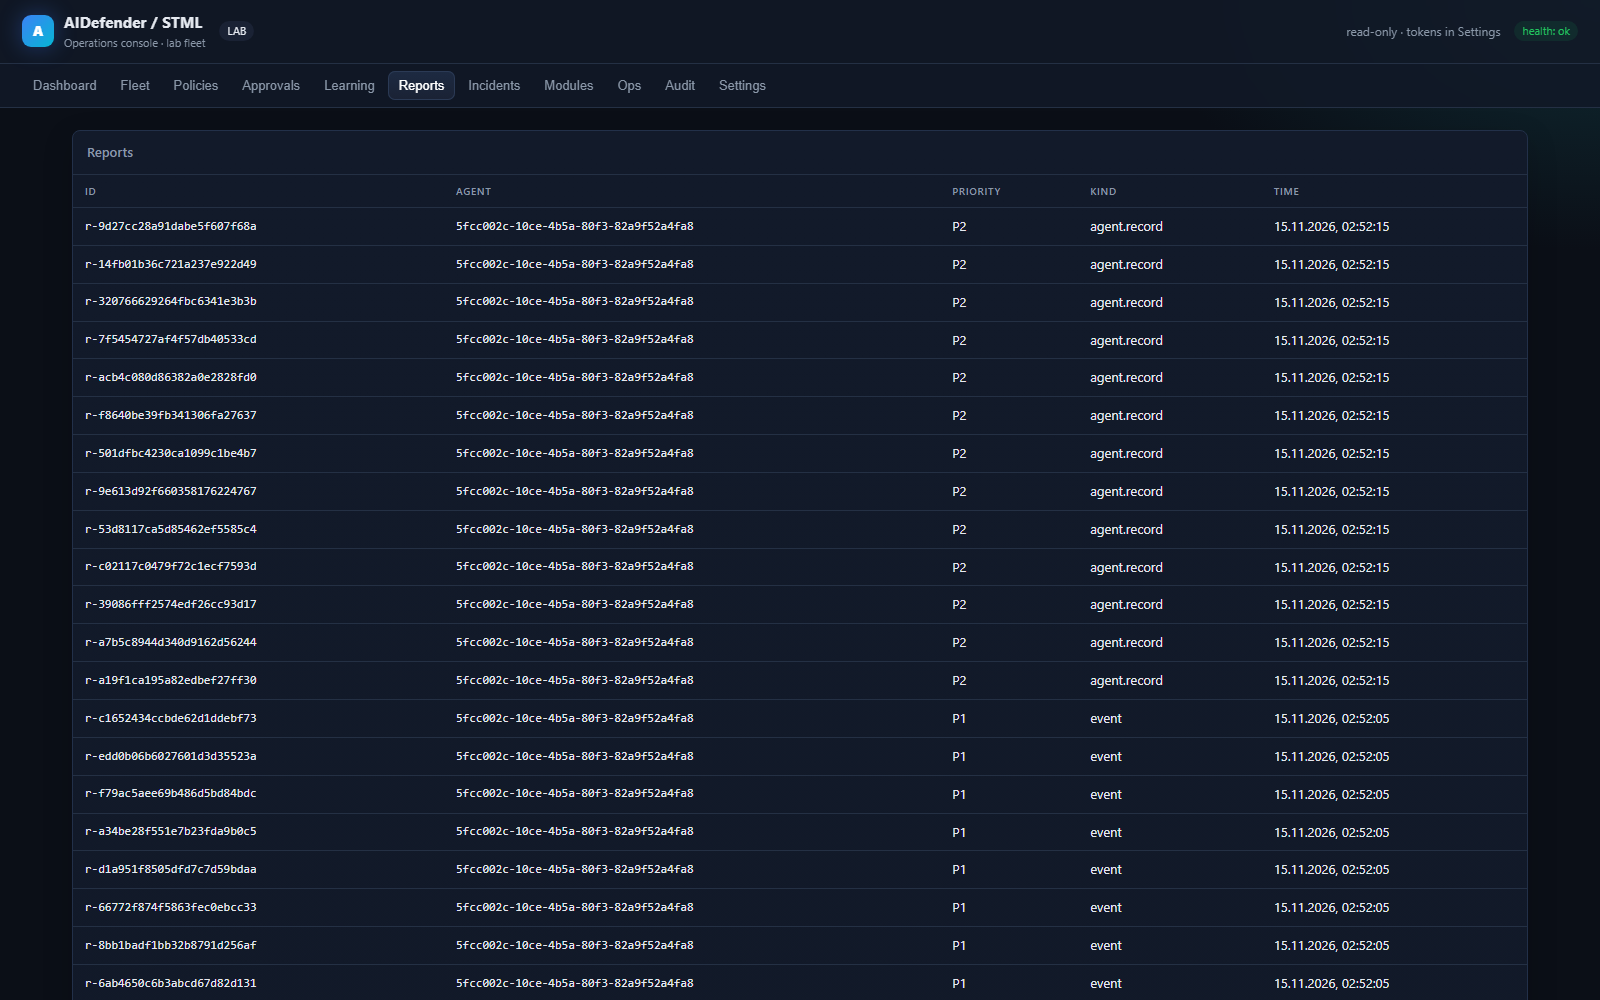 A
AIDefender / STML
Operations console · lab fleet
LAB
read-only · tokens in Settings
health: ok
Dashboard Fleet Policies Approvals Learning Reports Incidents Modules Ops Audit Settings
Reports
ID AGENT PRIORITY KIND TIME
r-9d27cc28a91dabe5f607f68a 5fcc002c-10ce-4b5a-80f3-82a9f52a4fa8 P2 agent.record 15.11.2026, 02:52:15
r-14fb01b36c721a237e922d49 5fcc002c-10ce-4b5a-80f3-82a9f52a4fa8 P2 agent.record 15.11.2026, 02:52:15
r-320766629264fbc6341e3b3b 5fcc002c-10ce-4b5a-80f3-82a9f52a4fa8 P2 agent.record 15.11.2026, 02:52:15
r-7f5454727af4f57db40533cd 5fcc002c-10ce-4b5a-80f3-82a9f52a4fa8 P2 agent.record 15.11.2026, 02:52:15
r-acb4c080d86382a0e2828fd0 5fcc002c-10ce-4b5a-80f3-82a9f52a4fa8 P2 agent.record 15.11.2026, 02:52:15
r-f8640be39fb341306fa27637 5fcc002c-10ce-4b5a-80f3-82a9f52a4fa8 P2 agent.record 15.11.2026, 02:52:15
r-501dfbc4230ca1099c1be4b7 5fcc002c-10ce-4b5a-80f3-82a9f52a4fa8 P2 agent.record 15.11.2026, 02:52:15
r-9e613d92f660358176224767 5fcc002c-10ce-4b5a-80f3-82a9f52a4fa8 P2 agent.record 15.11.2026, 02:52:15
r-53d8117ca5d85462ef5585c4 5fcc002c-10ce-4b5a-80f3-82a9f52a4fa8 P2 agent.record 15.11.2026, 02:52:15
r-c02117c0479f72c1ecf7593d 5fcc002c-10ce-4b5a-80f3-82a9f52a4fa8 P2 agent.record 15.11.2026, 02:52:15
r-39086fff2574edf26cc93d17 5fcc002c-10ce-4b5a-80f3-82a9f52a4fa8 P2 agent.record 15.11.2026, 02:52:15
r-a7b5c8944d340d9162d56244 5fcc002c-10ce-4b5a-80f3-82a9f52a4fa8 P2 agent.record 15.11.2026, 02:52:15
r-a19f1ca195a82edbef27ff30 5fcc002c-10ce-4b5a-80f3-82a9f52a4fa8 P2 agent.record 15.11.2026, 02:52:15
r-c1652434ccbde62d1ddebf73 5fcc002c-10ce-4b5a-80f3-82a9f52a4fa8 P1 event 15.11.2026, 02:52:05
r-edd0b06b6027601d3d35523a 5fcc002c-10ce-4b5a-80f3-82a9f52a4fa8 P1 event 15.11.2026, 02:52:05
r-f79ac5aee69b486d5bd84bdc 5fcc002c-10ce-4b5a-80f3-82a9f52a4fa8 P1 event 15.11.2026, 02:52:05
r-a34be28f551e7b23fda9b0c5 5fcc002c-10ce-4b5a-80f3-82a9f52a4fa8 P1 event 15.11.2026, 02:52:05
r-d1a951f8505dfd7c7d59bdaa 5fcc002c-10ce-4b5a-80f3-82a9f52a4fa8 P1 event 15.11.2026, 02:52:05
r-66772f874f5863fec0ebcc33 5fcc002c-10ce-4b5a-80f3-82a9f52a4fa8 P1 event 15.11.2026, 02:52:05
r-8bb1badf1bb32b8791d256af 5fcc002c-10ce-4b5a-80f3-82a9f52a4fa8 P1 event 15.11.2026, 02:52:05
r-6ab4650c6b3abcd67d82d131 5fcc002c-10ce-4b5a-80f3-82a9f52a4fa8 P1 event 15.11.2026, 02:52:05